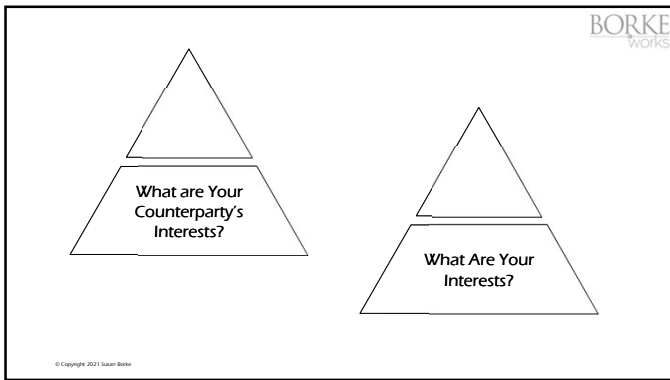 BORKE
works
What are Your
Counterparty's
Interests?
What Are Your
Interests?
© Copyright 2021 Susan Borke